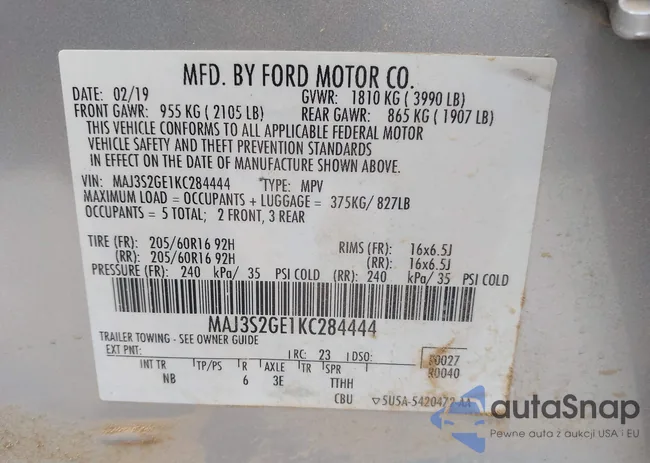 MFD. BY FORD MOTOR CO.
DATE: 02/19 GVWR: 1810 KG ( 3990 LB)
FRONT GAWR: 955 KG ( 2105 LB) REAR GAWR: 865 KG ( 1907 LB)
THIS VEHICLE CONFORMS TO ALL APPLICABLE FEDERAL MOTOR
VEHICLE SAFETY AND THEFT PREVENTION STANDARDS
IN EFFECT ON THE DATE OF MANUFACTURE SHOWN ABOVE.
VIN: MAJ3S2GE1KC284444 TYPE: MPV
MAXIMUM LOAD = OCCUPANTS + LUGGAGE = 375KG/ 827LB
OCCUPANTS = 5 TOTAL; 2 FRONT, 3 REAR
TIRE (FR): 205/60R16 92H RIMS (FR): 16x6.5J
(RR): 205/60R16 92H (RR): 16x6.5J
PRESSURE (FR): 240 kPa/ 35 PSI COLD (RR): 240 kPa/ 35 PSI COLD
MAJ3S2GE1KC284444
TRAILER TOWING - SEE OWNER GUIDE
EXT PNT: RC: 23 DSO: R0027
R0040
INT TR TP/PS R AXLE TR SPR
NB 6 3E TTHH
CBU ▽5U5A-5420472-AA
autaSnap
Pewne auta z aukcji USA i EU